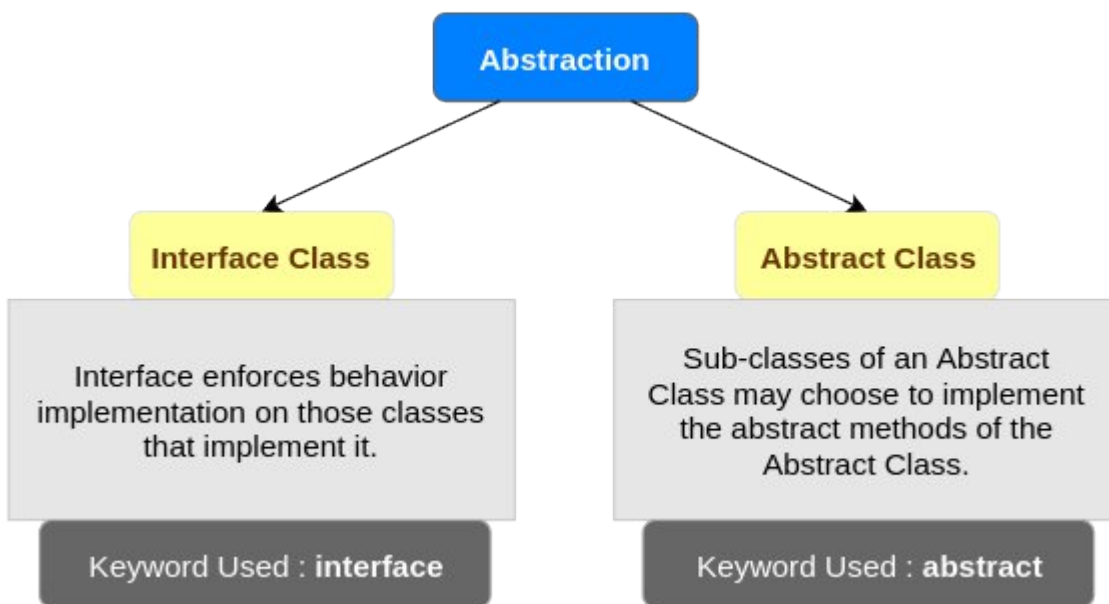 Abstraction
Interface Class
Interface enforces behavior
implementation on those classes
that implement it.
Keyword Used : interface
Abstract Class
Sub-classes of an Abstract
Class may choose to implement
the abstract methods of the
Abstract Class.
Keyword Used : abstract